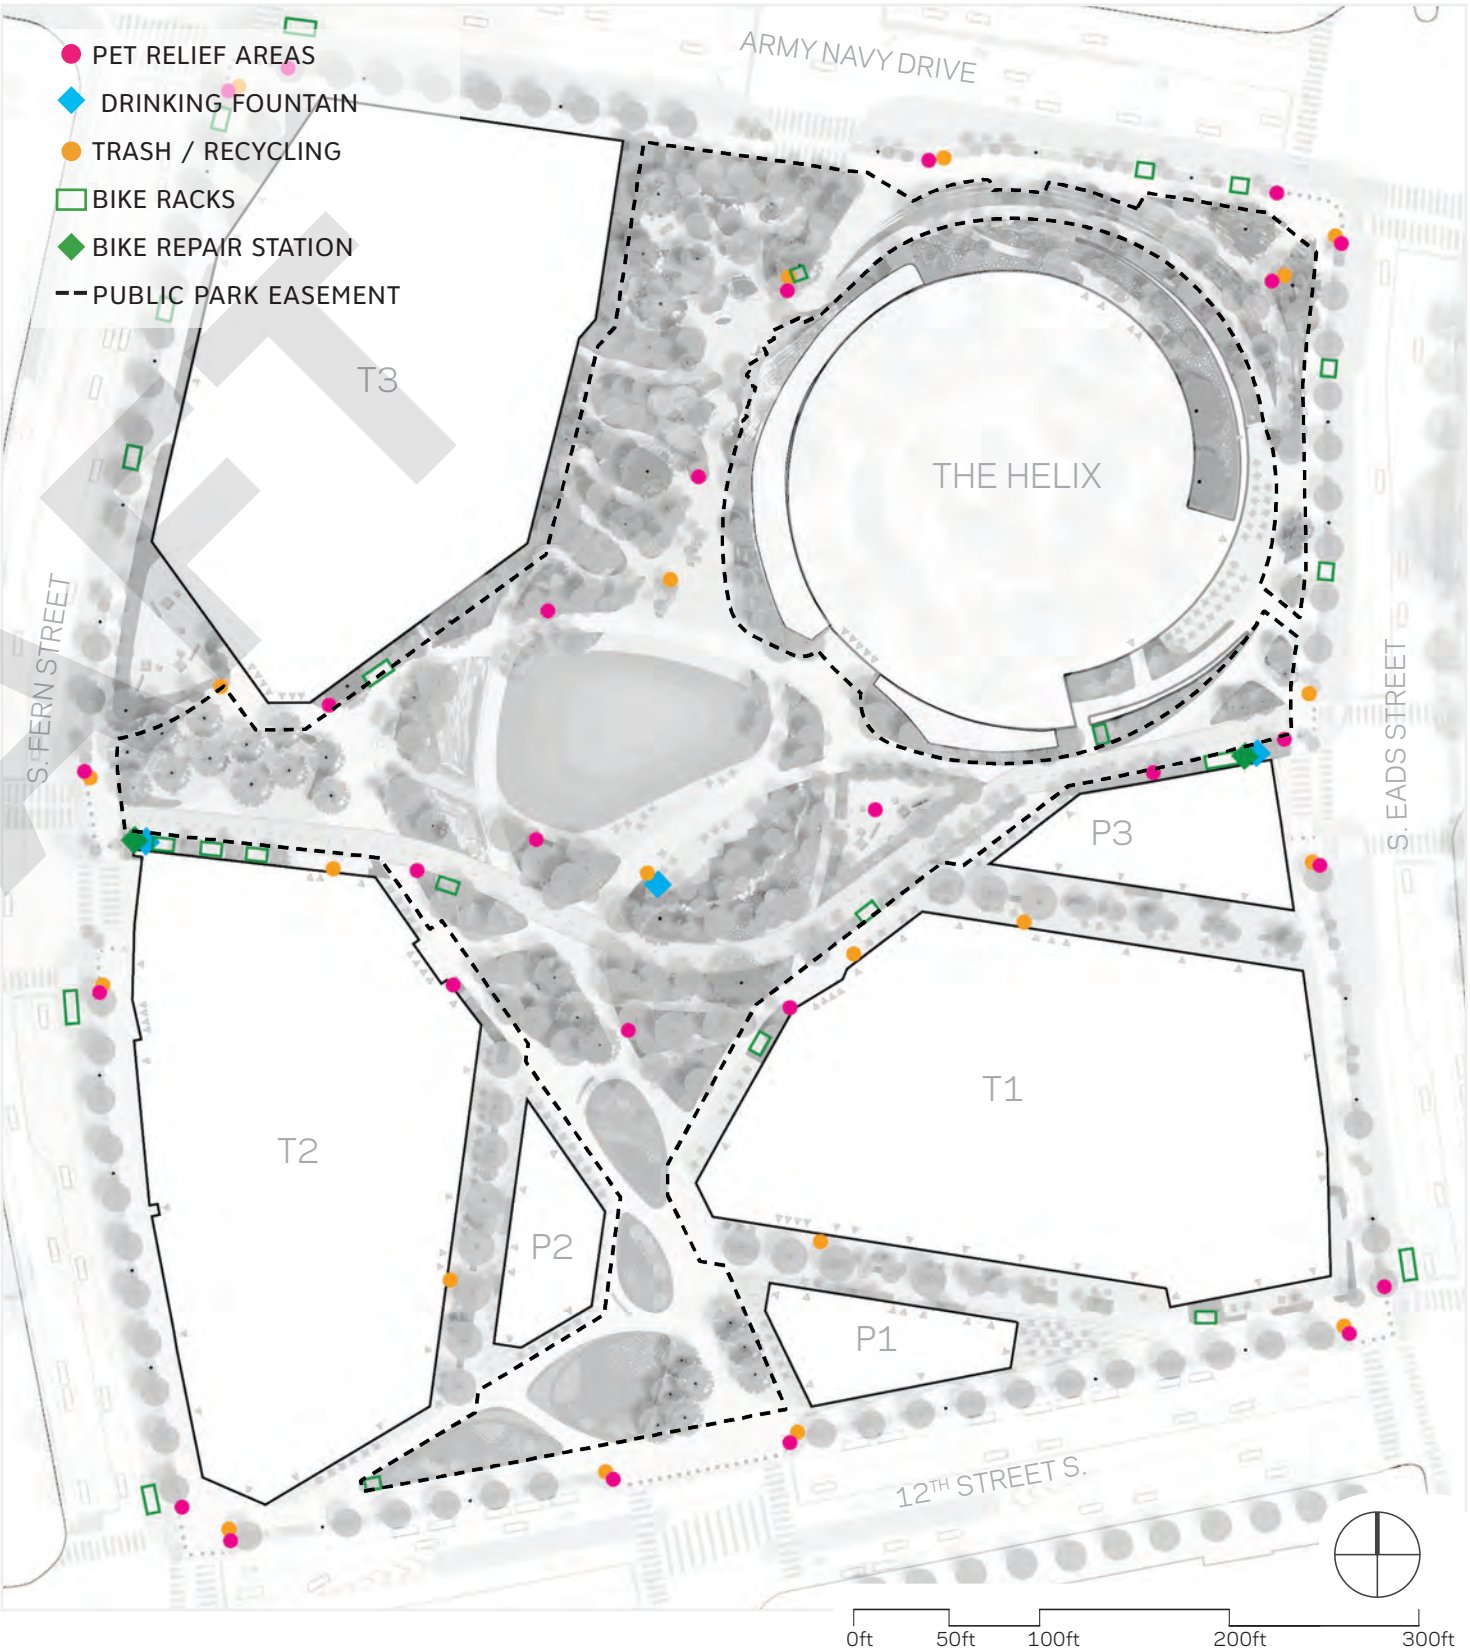 ARMY NAVY DRIVE
PET RELIEF AREAS
DRINKING FOUNTAIN
TRASH / RECYCLING
BIKE RACKS
BIKE REPAIR STATION
PUBLIC PARK EASEMENT
T3
THE HELIX
S. FERN STREET
S. EADS STREET
P3
T1
T2
P2
P1
12TH STREET S.
0ft 50ft 100ft 200ft 300ft